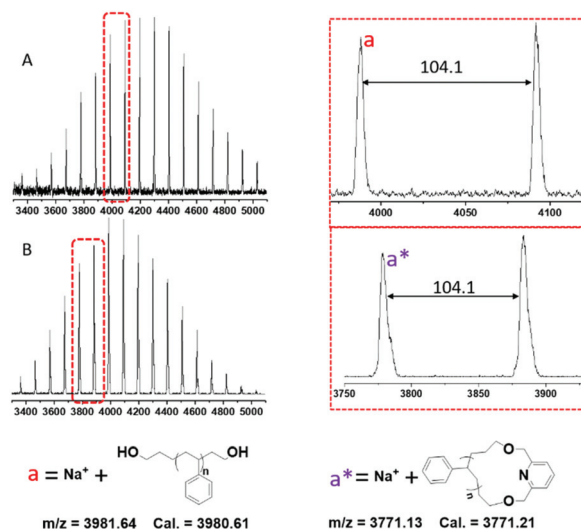 A
3400 3600 3800 4000 4200 4400 4600 4800 5000
a
104.1
4000 4050 4100
B
3400 3600 3800 4000 4200 4400 4600 4800 5000
a*
104.1
3750 3800 3850 3900
HO OH
a = Na⁺ + n
m/z = 3981.64 Cal. = 3980.61
O
a* = Na⁺ + N
n O
m/z = 3771.13 Cal. = 3771.21